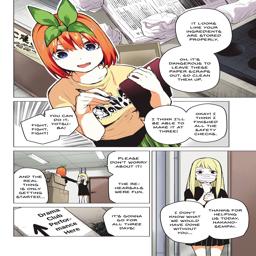 IT LOOKS
LIKE YOUR
INGREDIENTS
ARE STORED
PROPERLY.
OH, IT'S
DANGEROUS TO
LEAVE THESE
PAPER SCRAPS
OUT, SO CLEAN
THEM UP.
OKAY! I
THINK I
FINISHED
ALL THE
SAFETY
CHECKS.
I THINK I'LL BE
ABLE TO MAKE
IT AT THREE!
YOU CAN
DO IT,
YOTSU-
BA!
FIGHT,
FIGHT!
PLEASE
DON'T WORRY
ABOUT IT!
THE RE-
HEARSALS
WERE FUN.
AND THE
REAL
THING IS
ONLY
GETTING
STARTED...
Drama
Club
Perfor-
mance
Here
IT'S GONNA
GO FOR
ALL THREE
DAYS!
THANKS FOR
HELPING US
TODAY,
NAKANO-
SEMPAI.
I DON'T
KNOW WHAT
WE WOULD
HAVE DONE
WITHOUT
YOU...